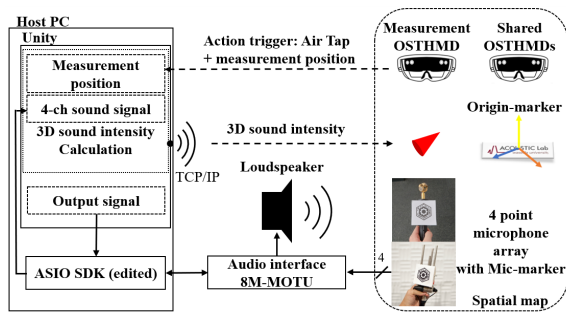 Host PC
Unity
Measurement
position
4-ch sound signal
3D sound intensity
Calculation
Output signal
ASIO SDK (edited)
TCP/IP
Action trigger: Air Tap
+ measurement position
3D sound intensity
Loudspeaker
Audio interface
8M-MOTU
4
Measurement
OSTHMD
Shared
OSTHMDs
Origin-marker
ACOUSTIC Lab
4 point
microphone
array
with Mic-marker
Spatial map